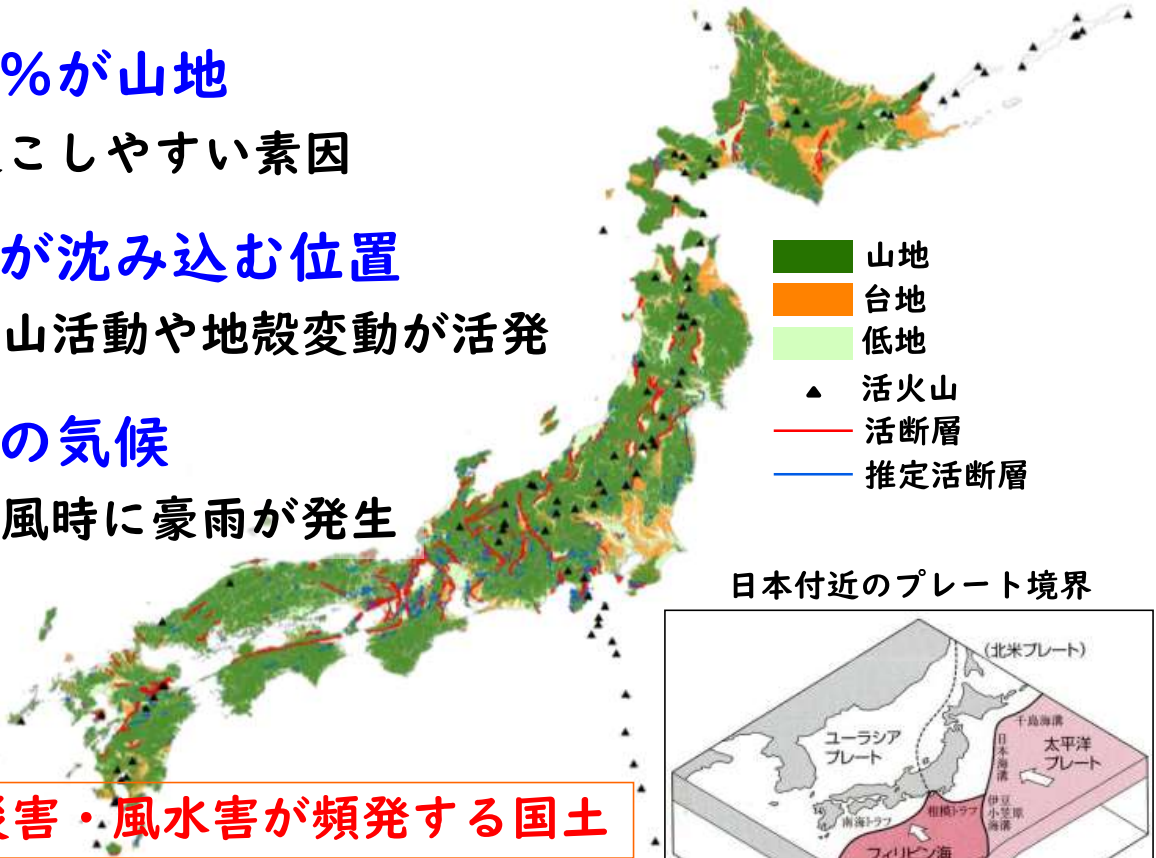 ％が山地
こしやすい素因
が沈み込む位置
山活動や地殻変動が活発
の気候
風時に豪雨が発生
山地
台地
低地
活火山
活断層
推定活断層
日本付近のプレート境界
(北米プレート)
千島海溝
ユーラシア
プレート
日本海溝
太平洋
プレート
相模トラフ
伊豆
小笠原
海溝
南海トラフ
フィリピン海
害・風水害が頻発する国土